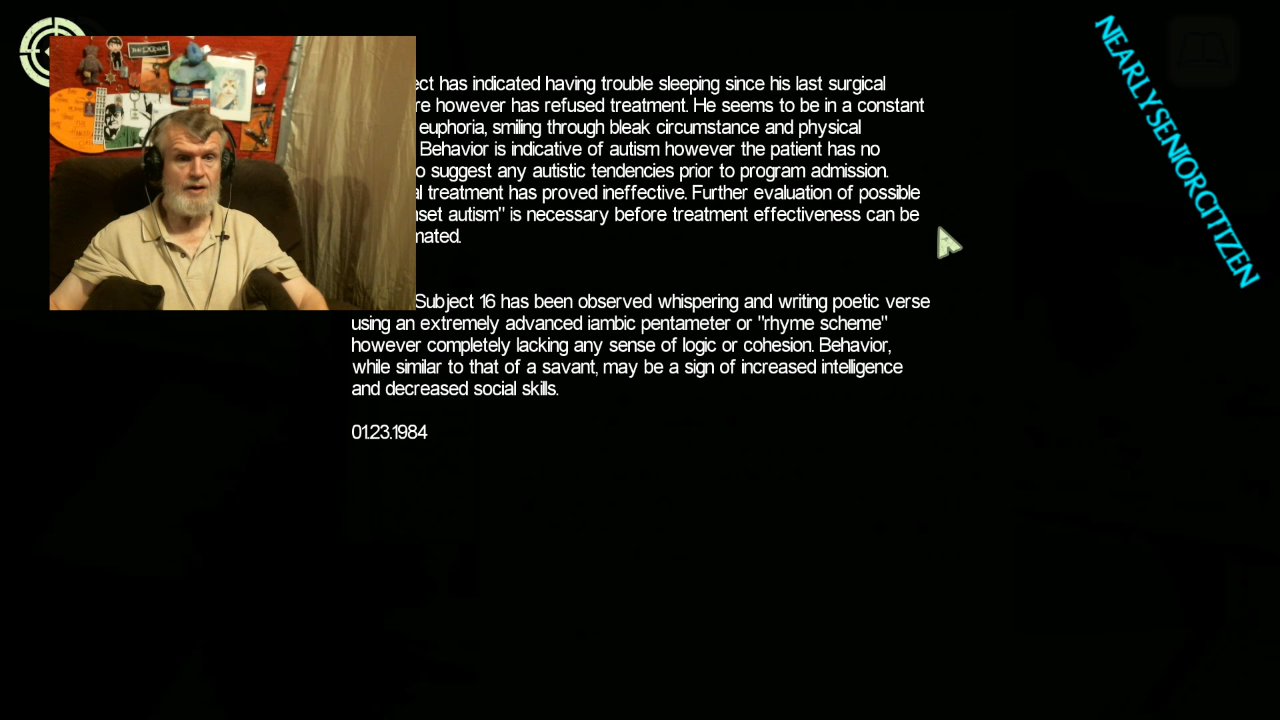 ect has indicated having trouble sleeping since his last surgical
re however has refused treatment. He seems to be in a constant
euphoria, smiling through bleak circumstance and physical
Behavior is indicative of autism however the patient has no
o suggest any autistic tendencies prior to program admission.
al treatment has proved ineffective. Further evaluation of possible
nset autism" is necessary before treatment effectiveness can be
mated.
Subject 16 has been observed whispering and writing poetic verse
using an extremely advanced iambic pentameter or "rhyme scheme"
however completely lacking any sense of logic or cohesion. Behavior,
while similar to that of a savant, may be a sign of increased intelligence
and decreased social skills.
01.23.1984
NEARLYSENIORCITIZEN